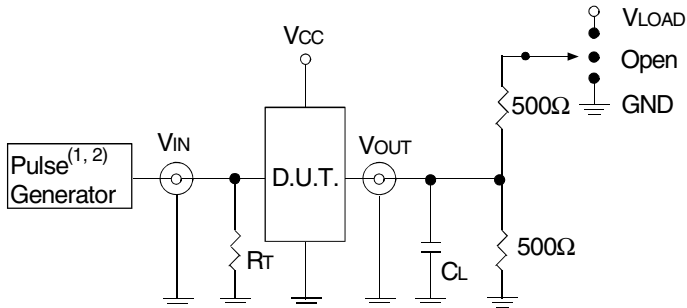 VLOAD
VCC
Open
500Ω
GND
VIN
VOUT
Pulse(1, 2)
Generator
D.U.T.
RT
CL
500Ω